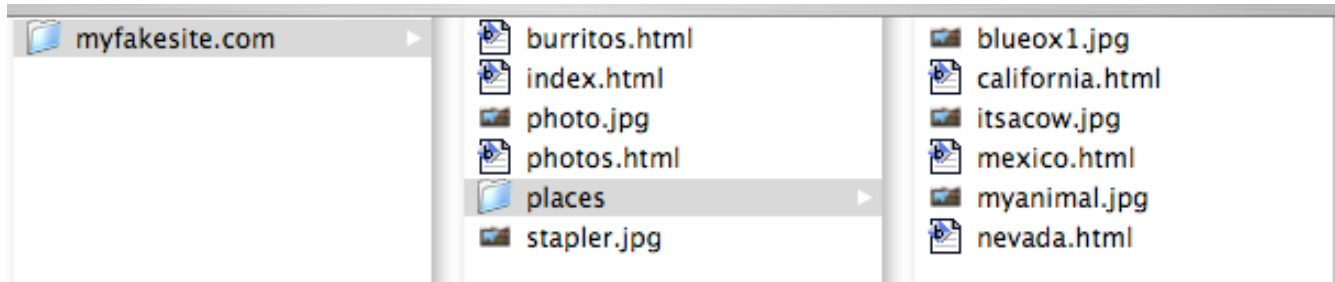 myfakesite.com
burritos.html
index.html
photo.jpg
photos.html
places
stapler.jpg
blueox1.jpg
california.html
itsacow.jpg
mexico.html
myanimal.jpg
nevada.html